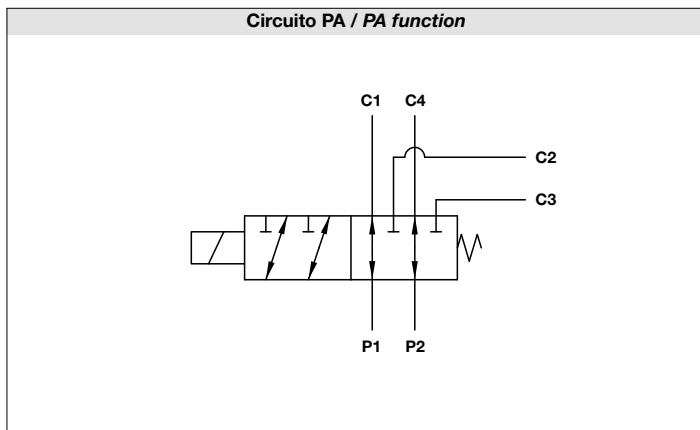 Circuito PA / PA function
C1 C4
C2
C3
P1 P2